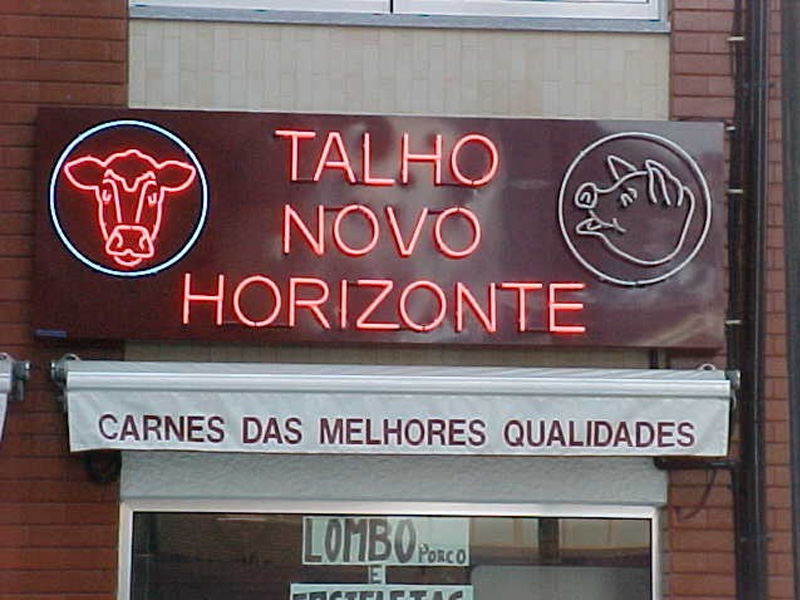 TALHO
NOVO
HORIZONTE
CARNES DAS MELHORES QUALIDADES
LOMBO PORCO
E